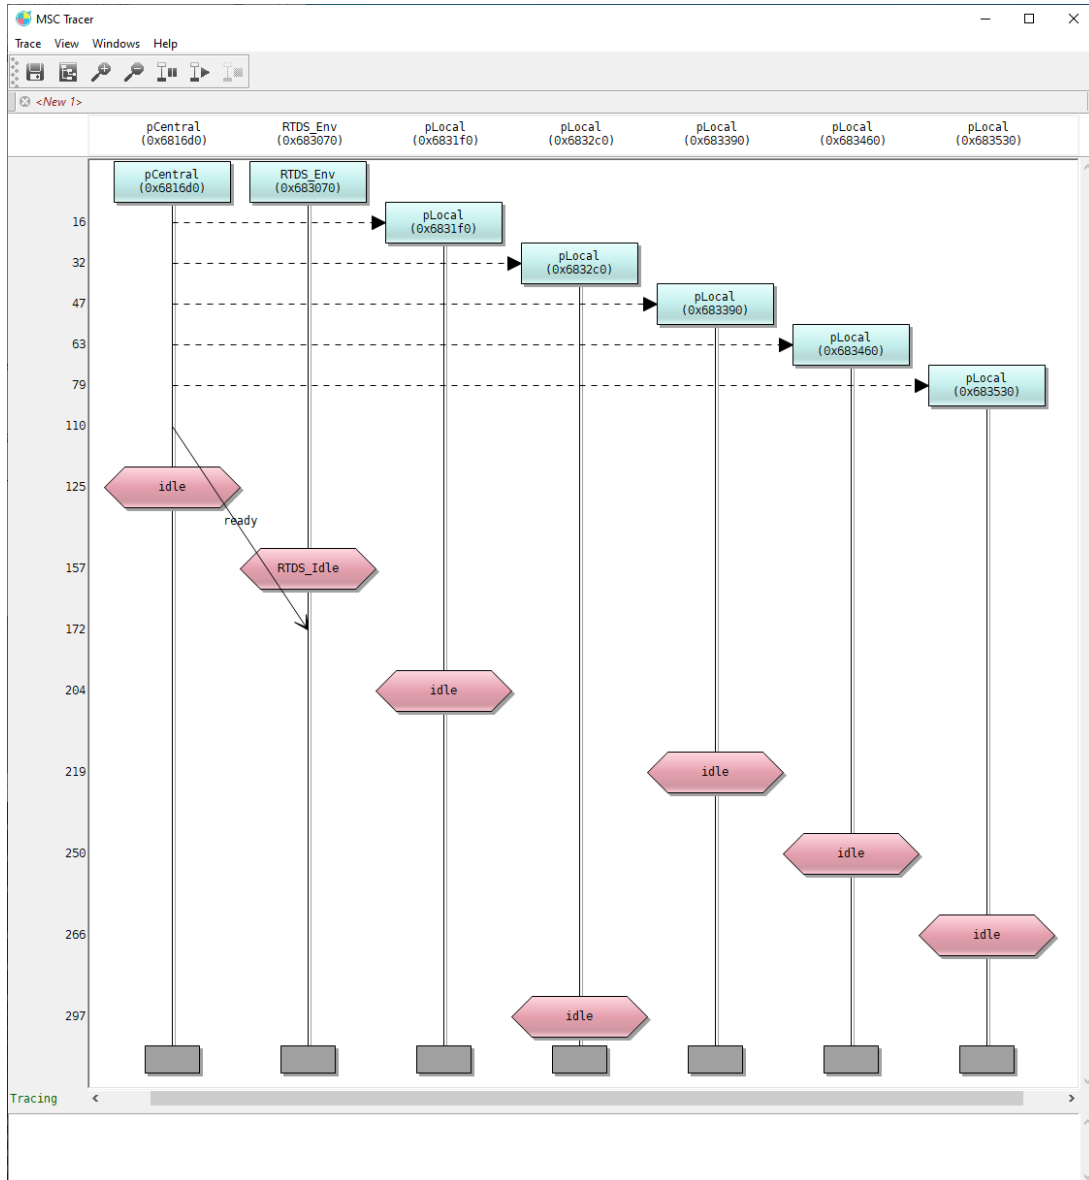 MSC Tracer
Trace View Windows Help
<New 1>
pCentral RTDS_Env pLocal pLocal pLocal pLocal pLocal
(0x6816d0) (0x683070) (0x6831f0) (0x6832c0) (0x683390) (0x683460) (0x683530)
pCentral
(0x6816d0)
RTDS_Env
(0x683070)
16
pLocal
(0x6831f0)
32
pLocal
(0x6832c0)
47
pLocal
(0x683390)
63
pLocal
(0x683460)
79
pLocal
(0x683530)
110
125
idle
ready
157
RTDS_Idle
172
204
idle
219
idle
250
idle
266
idle
297
idle
Tracing